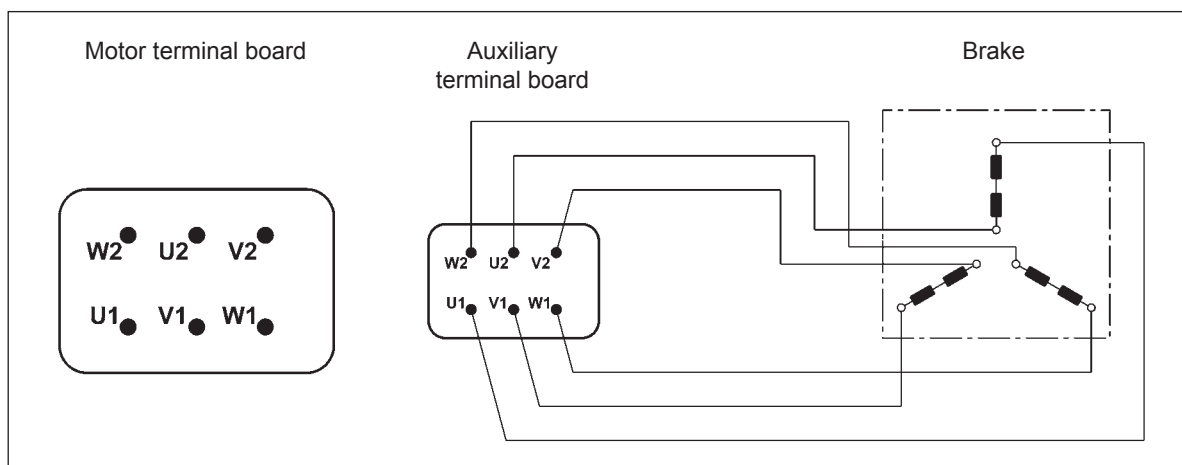 Motor terminal board
Auxiliary
terminal board
Brake
W2 U2 V2
U1 V1 W1
W2 U2 V2
U1 V1 W1